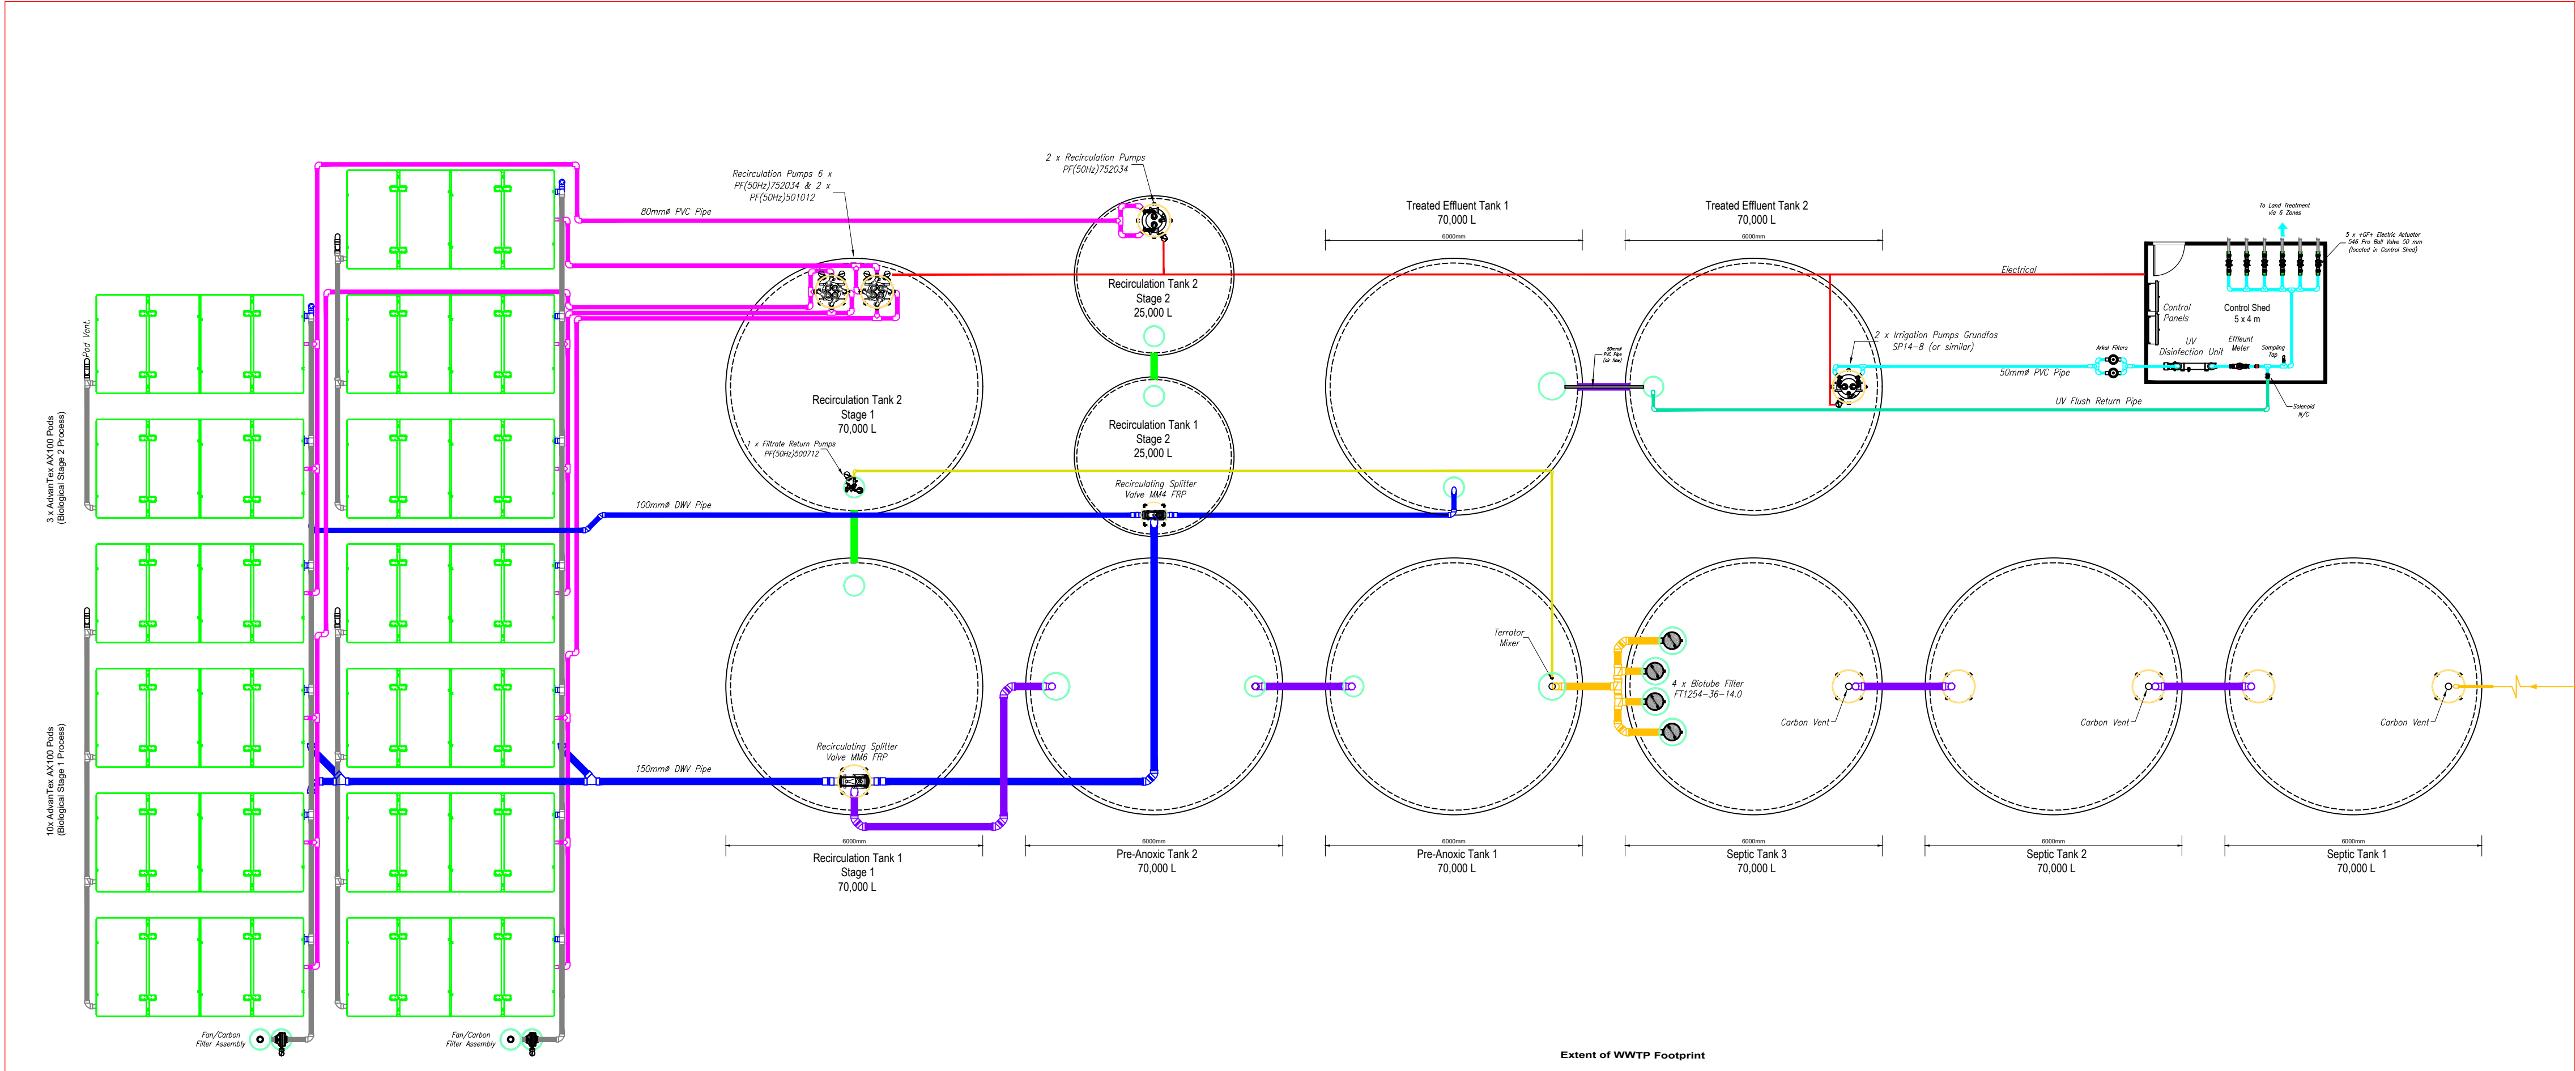 2 x Recirculation Pumps
PF(50Hz)752034
Recirculation Pumps 6 x
PF(50Hz)752034 & 2 x
PF(50Hz)501012
80mmø PVC Pipe
Treated Effluent Tank 1
70,000 L
6000mm
Treated Effluent Tank 2
70,000 L
6000mm
To Land Treatment
via 6 Zones
5 x +GF+ Electric Actuator
546 Pro Ball Valve 50 mm
(located in Control Shed)
Electrical
Recirculation Tank 2
Stage 2
25,000 L
Control
Panels
Control Shed
5 x 4 m
Pod Vent.
2 x Irrigation Pumps Grundfos
SP14-8 (or similar)
50mmø
PVC Pipe
(air flow)
Arkal Filters
UV
Disinfection Unit
Effleunt
Meter
Sampling
Tap
50mmø PVC Pipe
UV Flush Return Pipe
Solenoid
N/C
Recirculation Tank 2
Stage 1
70,000 L
1 x Filtrate Return Pumps
PF(50Hz)500712
Recirculation Tank 1
Stage 2
25,000 L
Recirculating Splitter
Valve MM4 FRP
3 x AdvanTex AX100 Pods
(Biological Stage 2 Process)
100mmø DWV Pipe
Terrator
Mixer
4 x Biotube Filter
FT1254-36-14.0
Carbon Vent
Carbon Vent
Carbon Vent
10x AdvanTex AX100 Pods
(Biological Stage 1 Process)
150mmø DWV Pipe
Recirculating Splitter
Valve MM6 FRP
6000mm
Recirculation Tank 1
Stage 1
70,000 L
6000mm
Pre-Anoxic Tank 2
70,000 L
6000mm
Pre-Anoxic Tank 1
70,000 L
6000mm
Septic Tank 3
70,000 L
6000mm
Septic Tank 2
70,000 L
6000mm
Septic Tank 1
70,000 L
Fan/Carbon
Filter Assembly
Fan/Carbon
Filter Assembly
Extent of WWTP Footprint